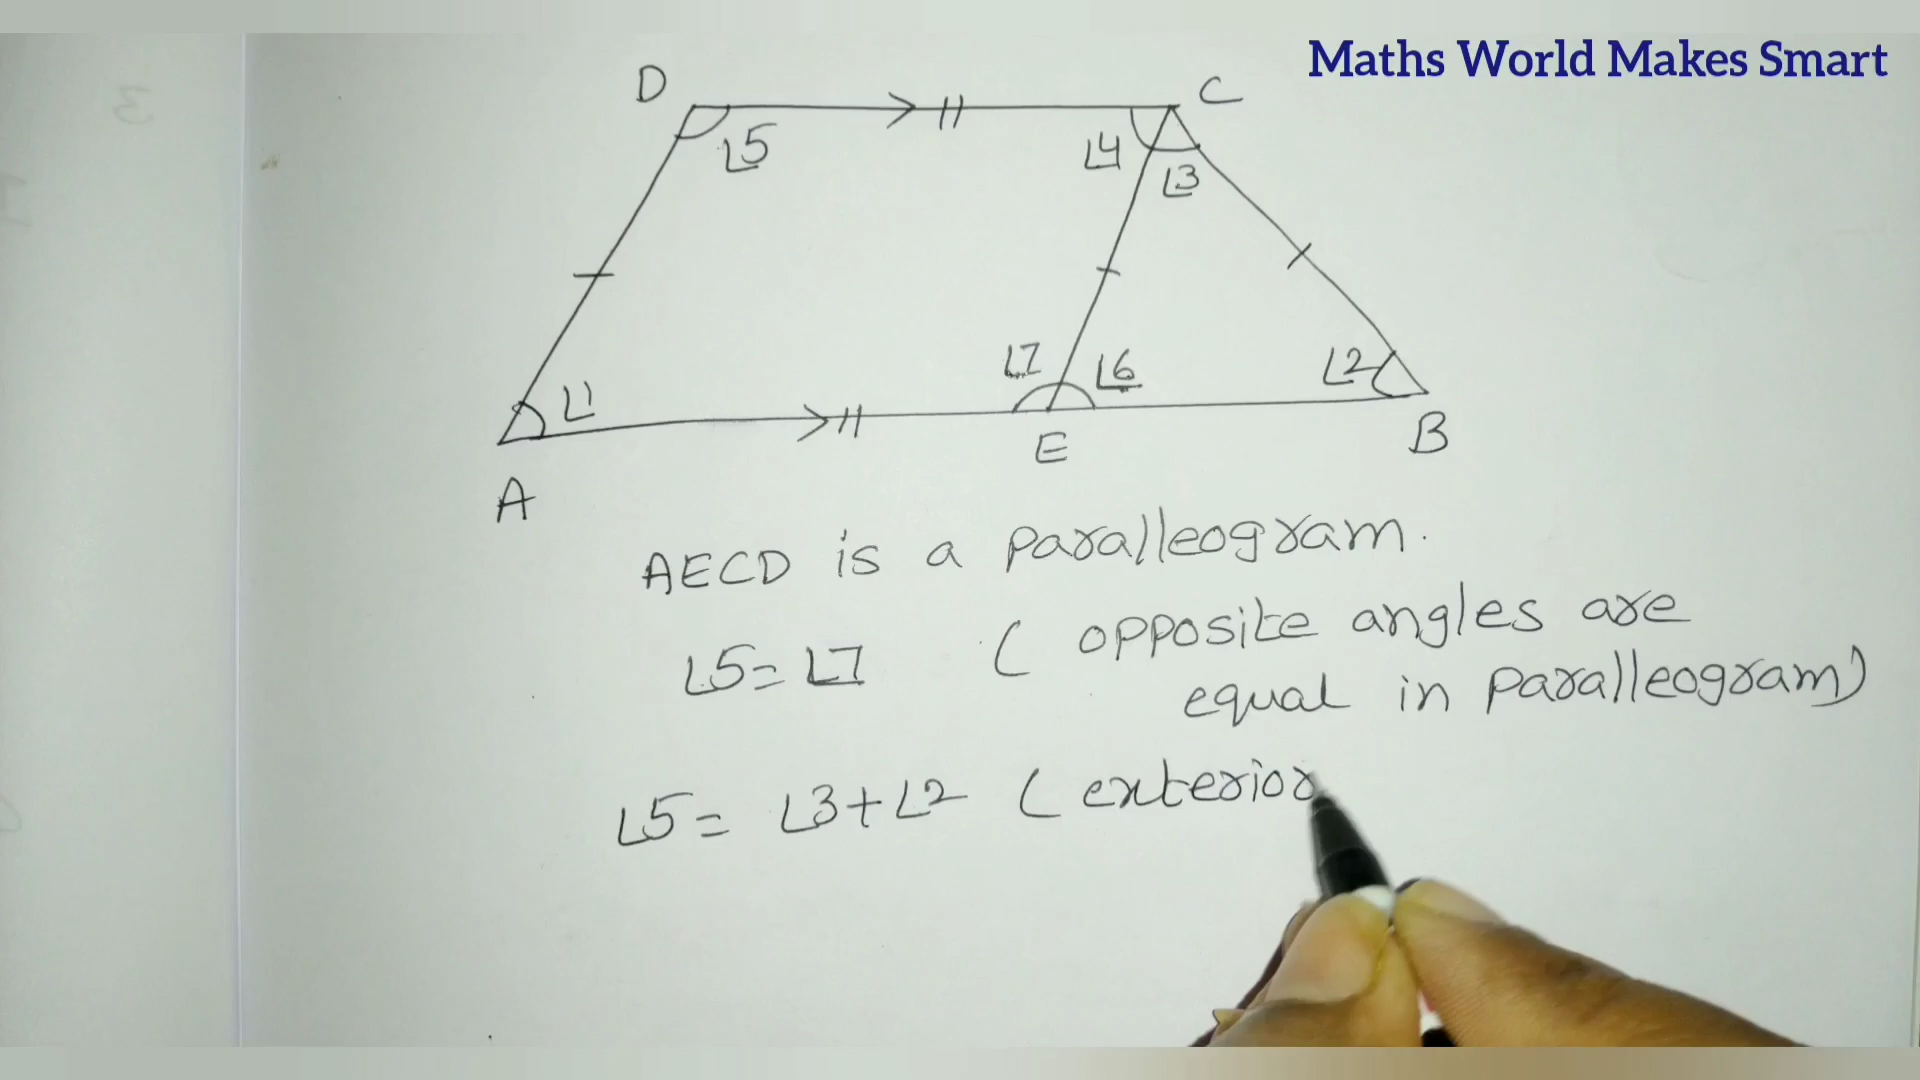 Maths World Makes Smart
D
C
∠5
∠4
∠3
∠7
∠6
∠2
∠1
E
B
A
AECD is a paralleogram.
∠5=∠7 ( opposite angles are
equal in paralleogram)
∠5= ∠3+∠2 ( exterior